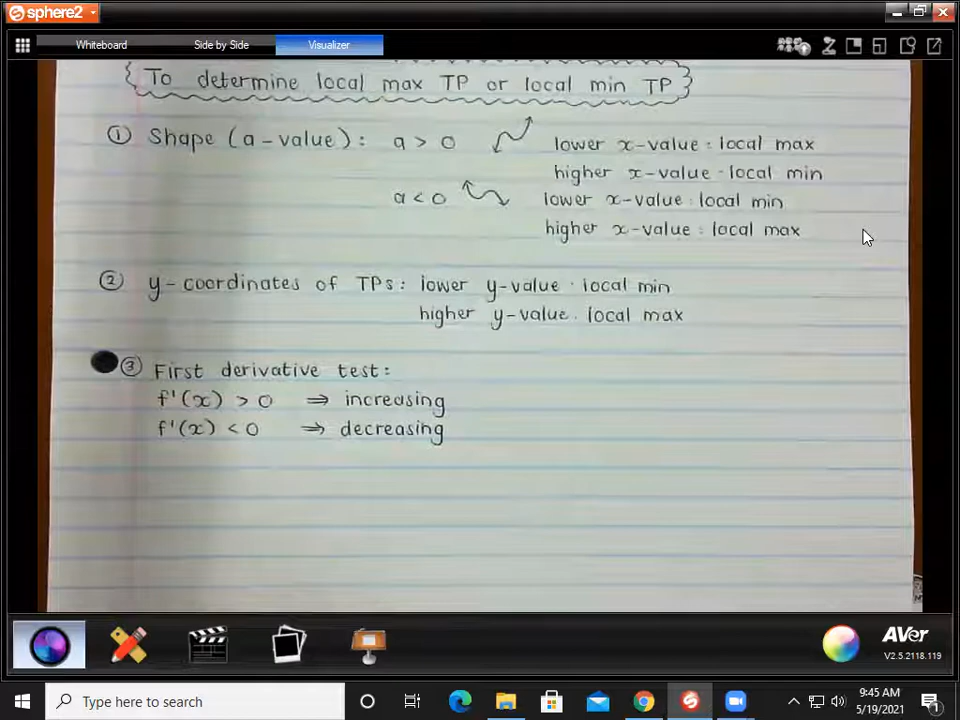 sphere2
Whiteboard Side by Side Visualizer
To determine local max TP or local min TP
① Shape (a-value): a > 0 lower x-value : local max
higher x-value · local min
a < 0 lower x-value : local min
higher x-value : local max
② y-coordinates of TPs: lower y-value · local min
higher y-value · local max
③ First derivative test:
f'(x) > 0 ⇒ increasing
f'(x) < 0 ⇒ decreasing
AVer
V2.5.2118.119
Type here to search
9:45 AM
5/19/2021
1